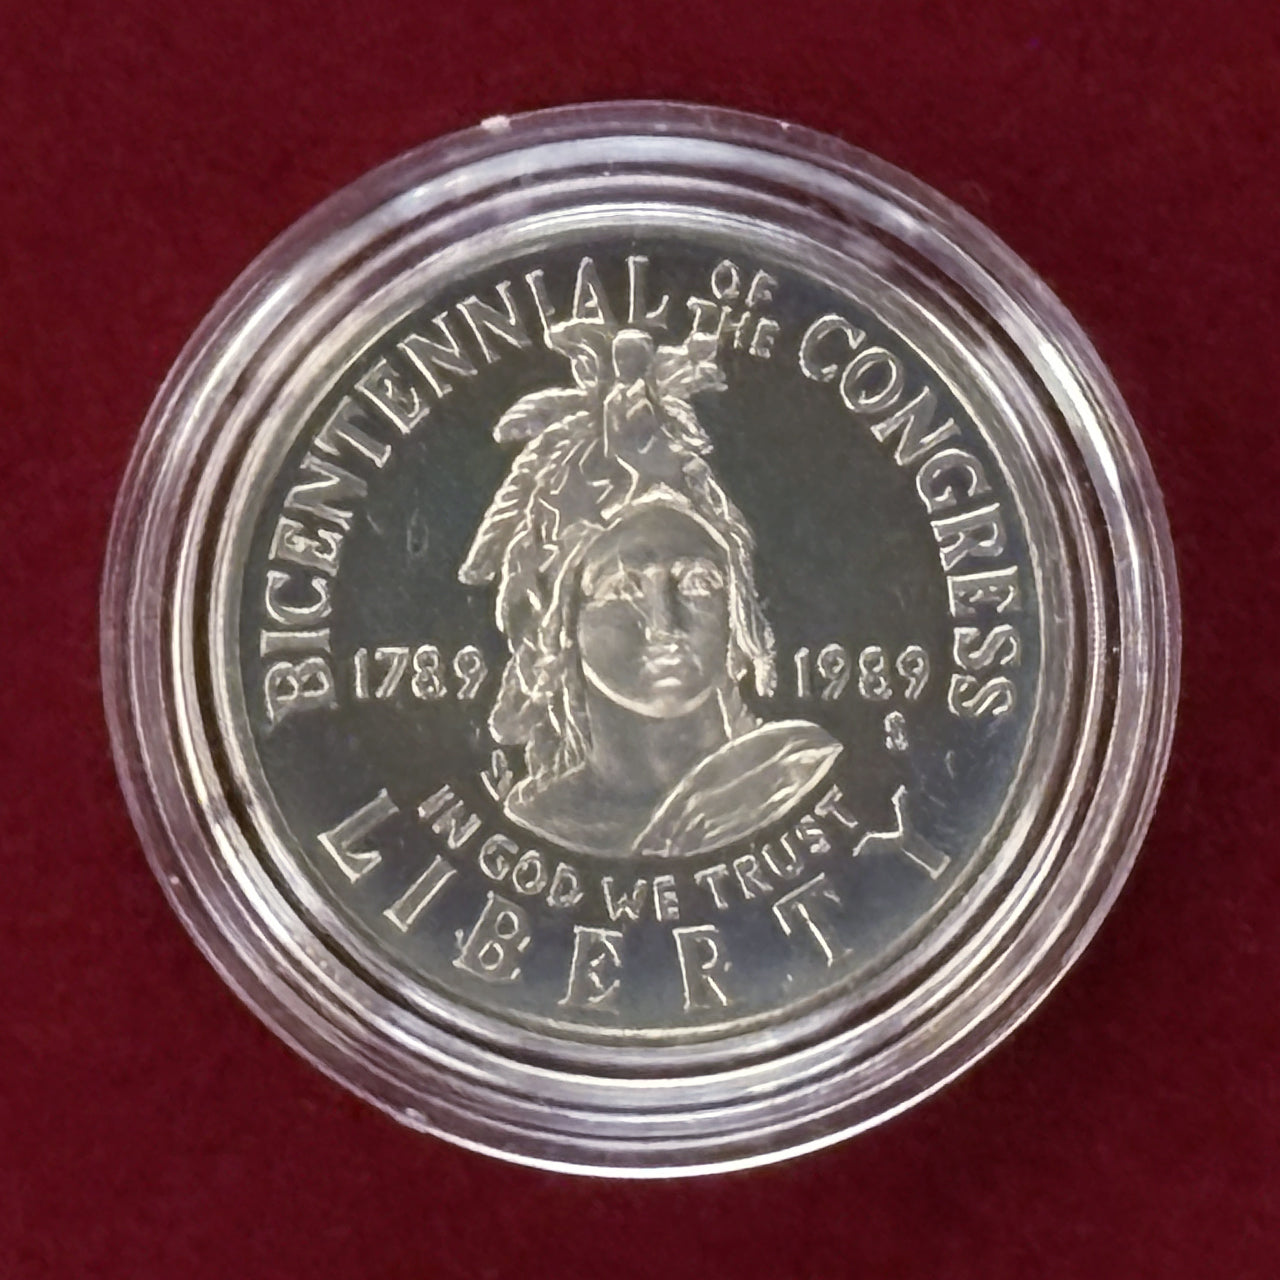 BICENTENNIAL OF THE CONGRESS
1789 1989
S
IN GOD WE TRUST
LIBERTY